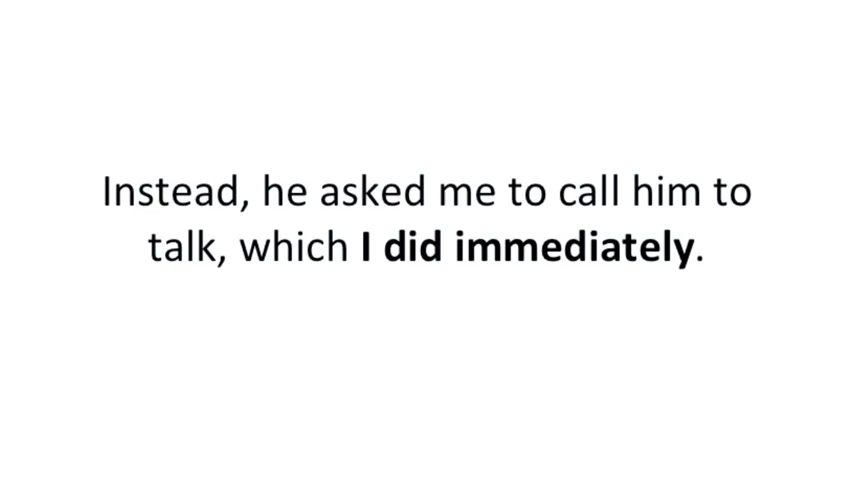 Instead, he asked me to call him to
talk, which I did immediately.